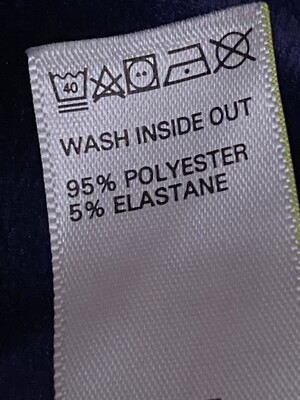 40
WASH INSIDE OUT
95% POLYESTER
5% ELASTANE